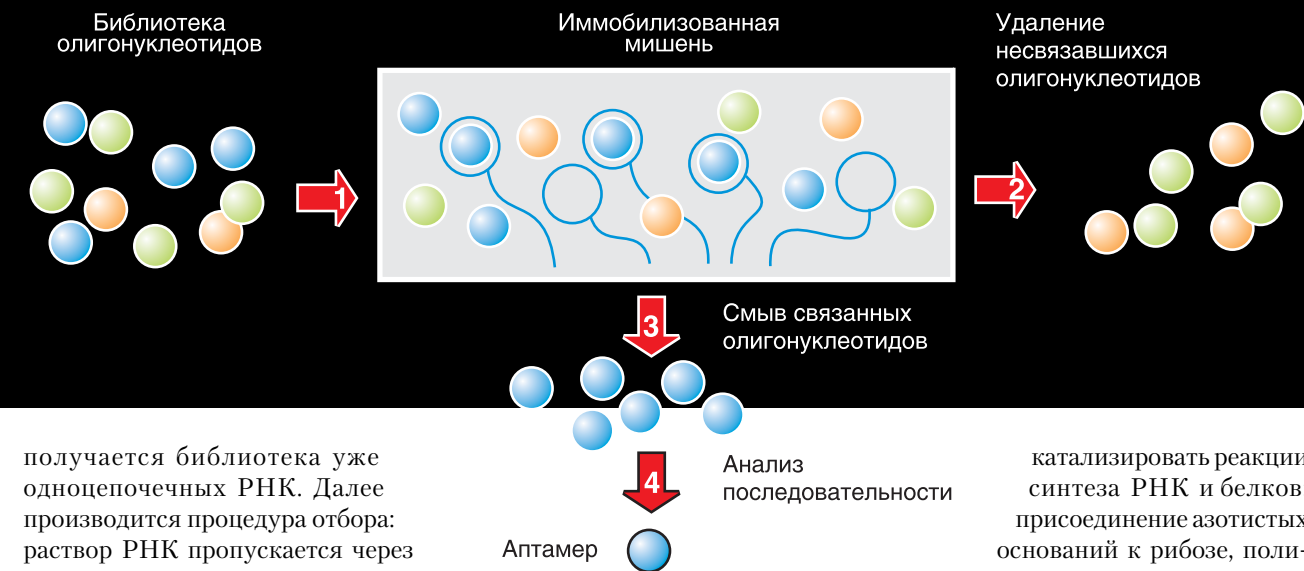 Библиотека
олигонуклеотидов
Иммобилизованная
мишень
Удаление
несвязавшихся
олигонуклеотидов
1
2
3
Смыв связанных
олигонуклеотидов
4
Анализ
последовательности
Аптамер
получается библиотека уже
одноцепочечных РНК. Далее
производится процедура отбора:
раствор РНК пропускается через
катализировать реакции
синтеза РНК и белков
присоединение азотистых
оснований к рибозе, поли-